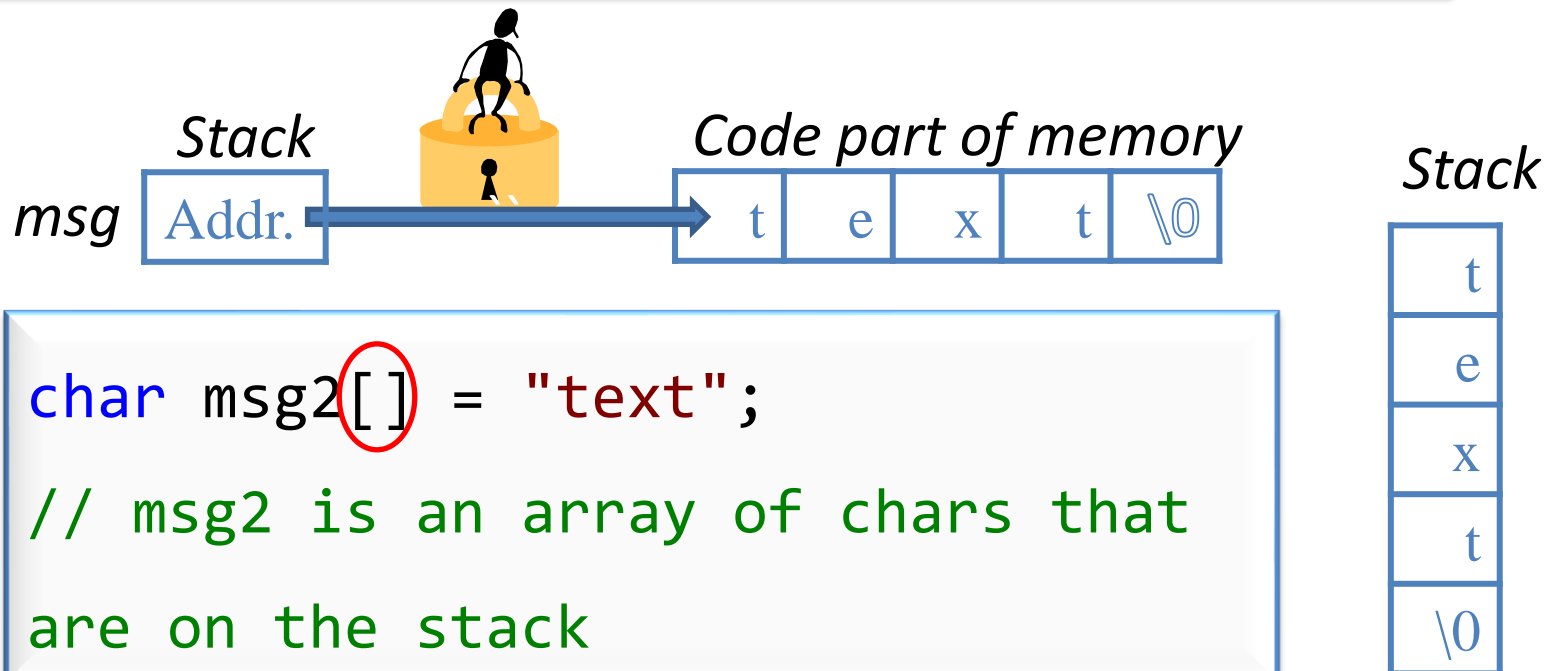 Stack
Code part of memory
msg Addr. t e x t \0
char msg2[] = "text";
// msg2 is an array of chars that
are on the stack
Stack
t
e
x
t
\0